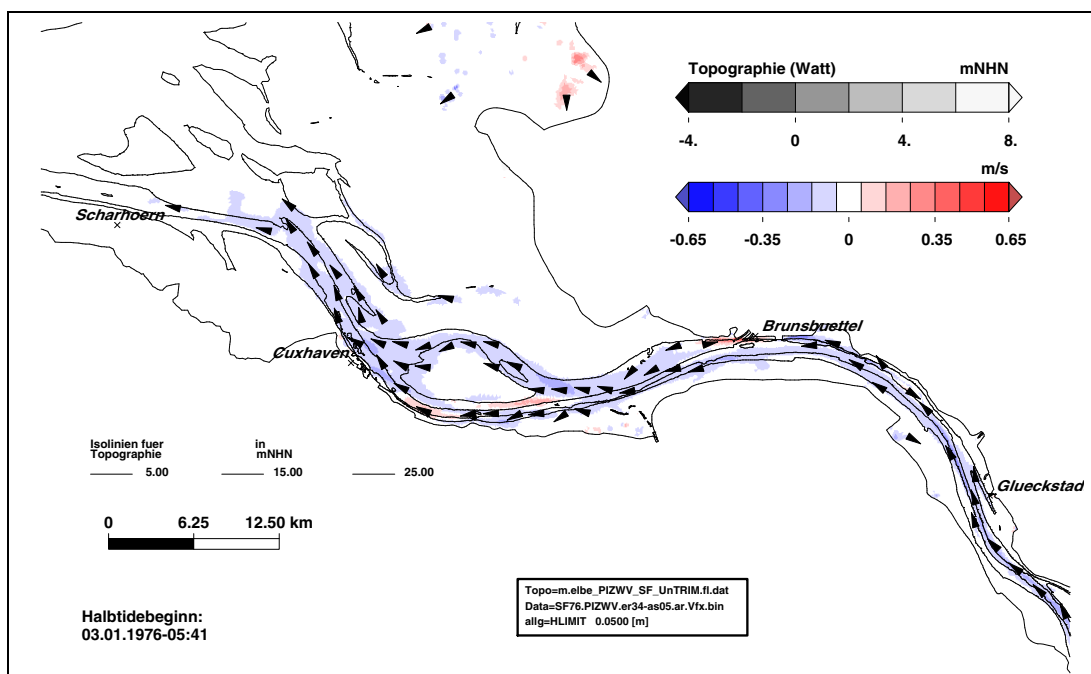 Topographie (Watt) mNHN
-4. 0 4. 8.
m/s
-0.65 -0.35 0 0.35 0.65
Scharhoern
Brunsbuettel
Cuxhaven
Glueckstad
Isolinien fuer in
Topographie mNHN
5.00 15.00 25.00
0 6.25 12.50 km
Topo=m.elbe_PIZWV_SF_UnTRIM.fl.dat
Data=SF76.PIZWV.er34-as05.ar.Vfx.bin
allg=HLIMIT 0.0500 [m]
Halbtidebeginn:
03.01.1976-05:41